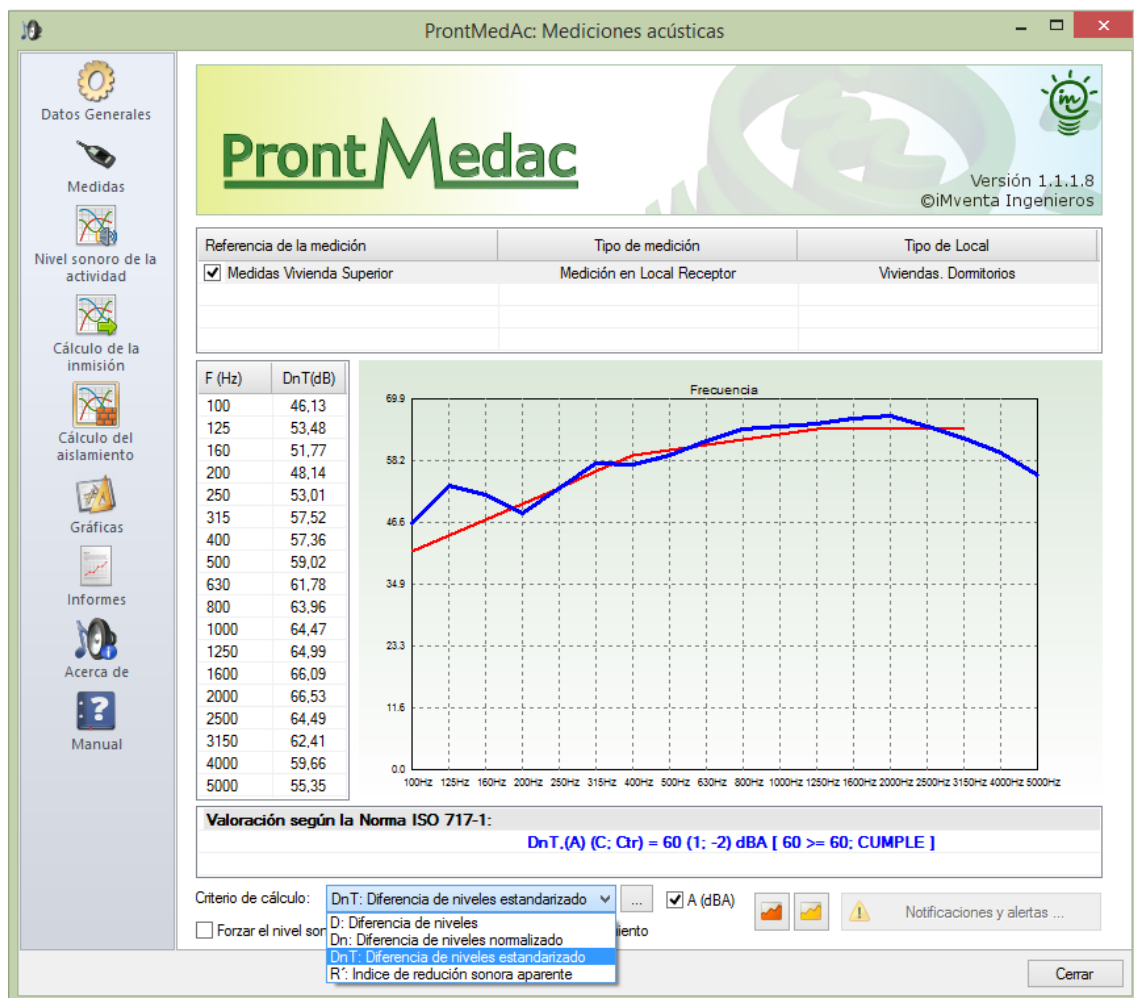 ProntMedAc: Mediciones acústicas
Datos Generales
Medidas
Nivel sonoro de la
actividad
Cálculo de la
inmisión
Cálculo del
aislamiento
Gráficas
Informes
Acerca de
Manual
ProntMedac
im
Versión 1.1.1.8
©iMventa Ingenieros
Referencia de la medición Tipo de medición Tipo de Local
Medidas Vivienda Superior Medición en Local Receptor Viviendas. Dormitorios
F (Hz) DnT(dB)
100 46,13
125 53,48
160 51,77
200 48,14
250 53,01
315 57,52
400 57,36
500 59,02
630 61,78
800 63,96
1000 64,47
1250 64,99
1600 66,09
2000 66,53
2500 64,49
3150 62,41
4000 59,66
5000 55,35
Frecuencia
69.9
58.2
46.6
34.9
23.3
11.6
0.0
100Hz 125Hz 160Hz 200Hz 250Hz 315Hz 400Hz 500Hz 630Hz 800Hz 1000Hz 1250Hz 1600Hz 2000Hz 2500Hz 3150Hz 4000Hz 5000Hz
Valoración según la Norma ISO 717-1:
DnT,(A) (C; Ctr) = 60 (1; -2) dBA [ 60 >= 60; CUMPLE ]
Criterio de cálculo: DnT: Diferencia de niveles estandarizado ... A (dBA) Notificaciones y alertas ...
Forzar el nivel
D: Diferencia de niveles
Dn: Diferencia de niveles normalizado
DnT: Diferencia de niveles estandarizado
R´: Indice de redución sonora aparente
Cerrar